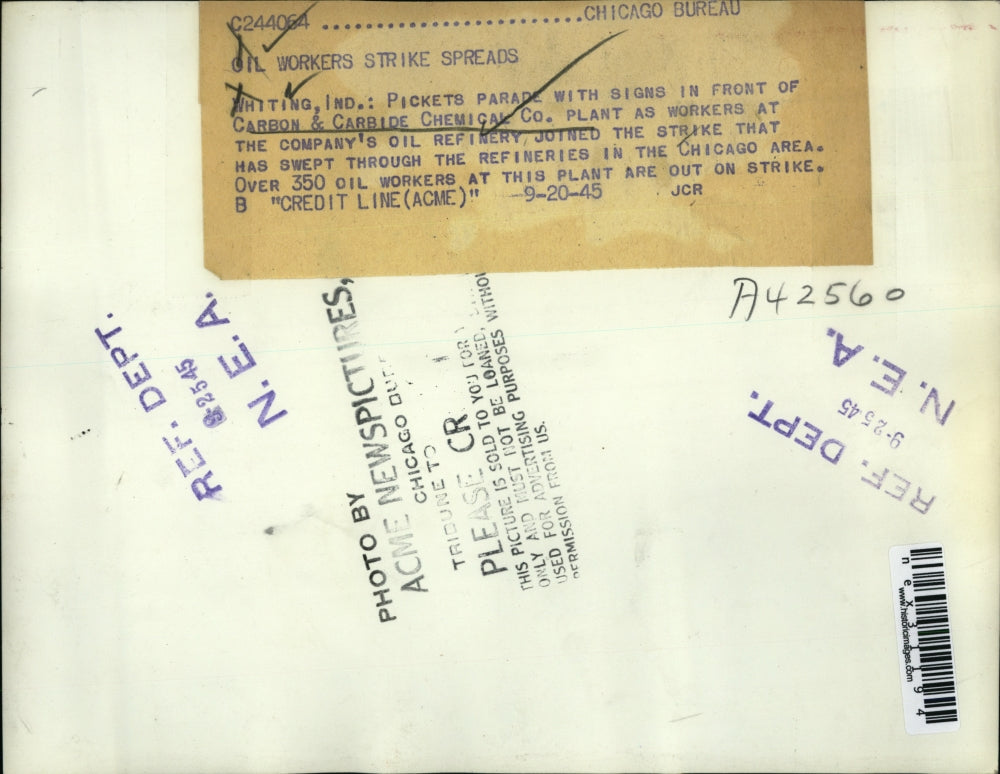 C244064 ..............................CHICAGO BUREAU
OIL WORKERS STRIKE SPREADS
WHITING, IND.: PICKETS PARADE WITH SIGNS IN FRONT OF
CARBON & CARBIDE CHEMICAL CO. PLANT AS WORKERS AT
THE COMPANY'S OIL REFINERY JOINED THE STRIKE THAT
HAS SWEPT THROUGH THE REFINERIES IN THE CHICAGO AREA.
OVER 350 OIL WORKERS AT THIS PLANT ARE OUT ON STRIKE.
B "CREDIT LINE(ACME)" 9-20-45 JCR
A42560
REF. DEPT.
9-25-45
N.E.A.
PHOTO BY
ACME NEWSPICTURES,
CHICAGO
TRIBUNE TO
PLEASE CR
THIS PICTURE IS SOLD TO YOU FOR
ONLY AND MUST NOT BE LOANED,
USED FOR ADVERTISING PURPOSES WITHOU
PERMISSION FROM US.
N.E.A.
9-25-45
REF. DEPT.
nex31194
www.historicimages.com